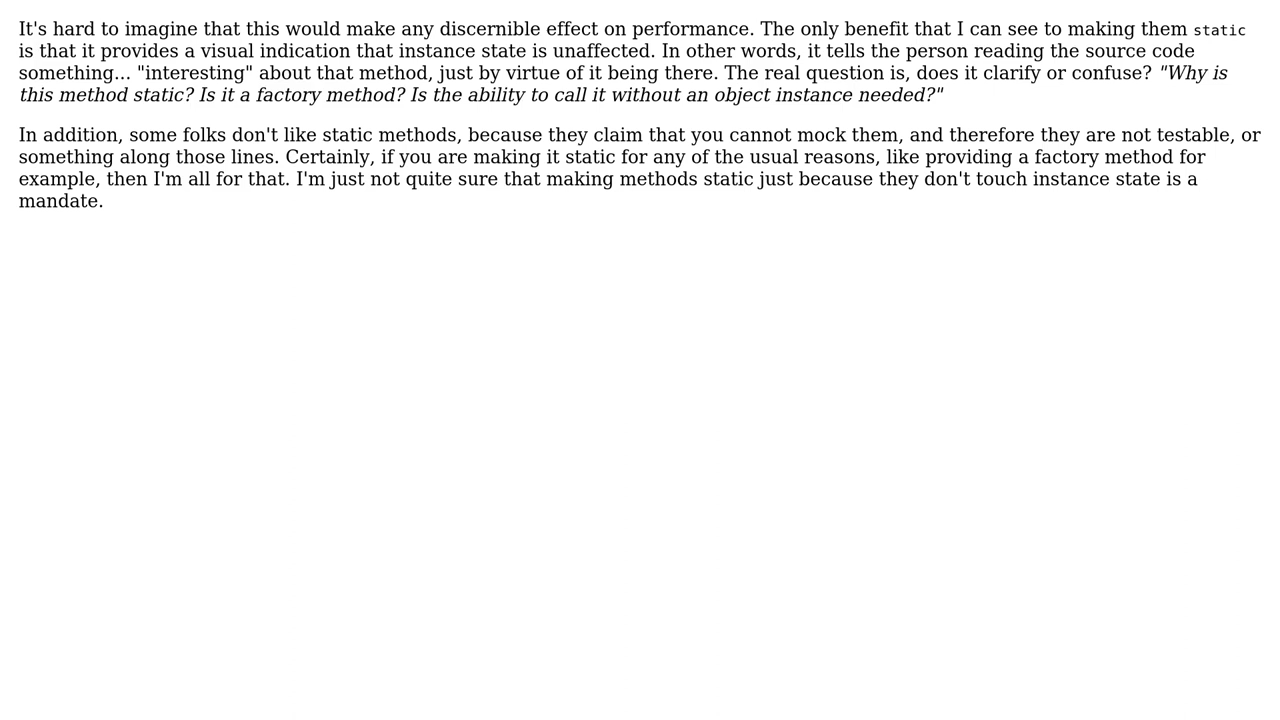 It's hard to imagine that this would make any discernible effect on performance. The only benefit that I can see to making them static
is that it provides a visual indication that instance state is unaffected. In other words, it tells the person reading the source code
something... "interesting" about that method, just by virtue of it being there. The real question is, does it clarify or confuse? "Why is
this method static? Is it a factory method? Is the ability to call it without an object instance needed?"
In addition, some folks don't like static methods, because they claim that you cannot mock them, and therefore they are not testable, or
something along those lines. Certainly, if you are making it static for any of the usual reasons, like providing a factory method for
example, then I'm all for that. I'm just not quite sure that making methods static just because they don't touch instance state is a
mandate.